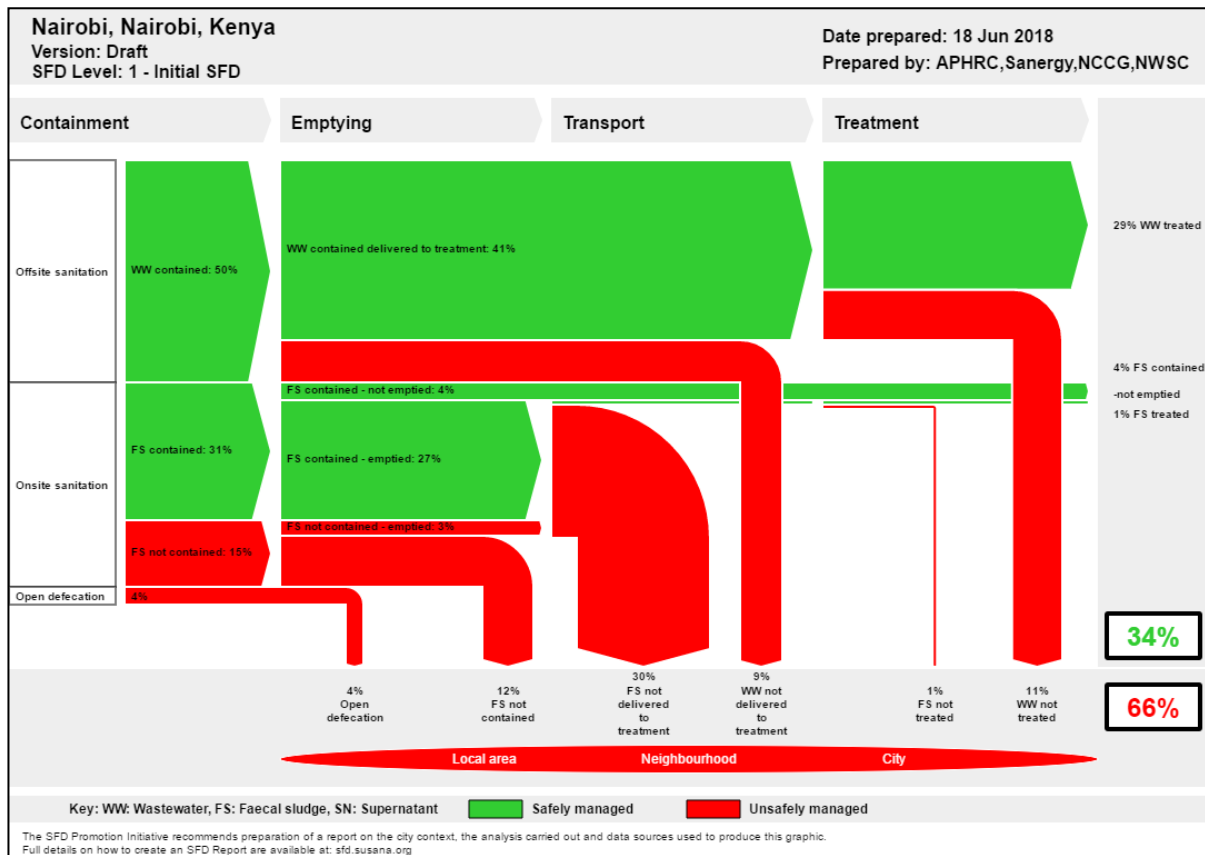 Nairobi, Nairobi, Kenya
Version: Draft
SFD Level: 1 - Initial SFD
Date prepared: 18 Jun 2018
Prepared by: APHRC,Sanergy,NCCG,NWSC
Containment
Emptying
Transport
Treatment
Offsite sanitation
WW contained: 50%
WW contained delivered to treatment: 41%
29% WW treated
FS contained - not emptied: 4%
4% FS contained
-not emptied
1% FS treated
Onsite sanitation
FS contained: 31%
FS contained - emptied: 27%
FS not contained - emptied: 3%
FS not contained: 15%
Open defecation
4%
34%
66%
4%
Open
defecation
12%
FS not
contained
30%
FS not
delivered
to
treatment
9%
WW not
delivered
to
treatment
1%
FS not
treated
11%
WW not
treated
Local area
Neighbourhood
City
Key: WW: Wastewater, FS: Faecal sludge, SN: Supernatant
Safely managed
Unsafely managed
The SFD Promotion Initiative recommends preparation of a report on the city context, the analysis carried out and data sources used to produce this graphic.
Full details on how to create an SFD Report are available at: sfd.susana.org